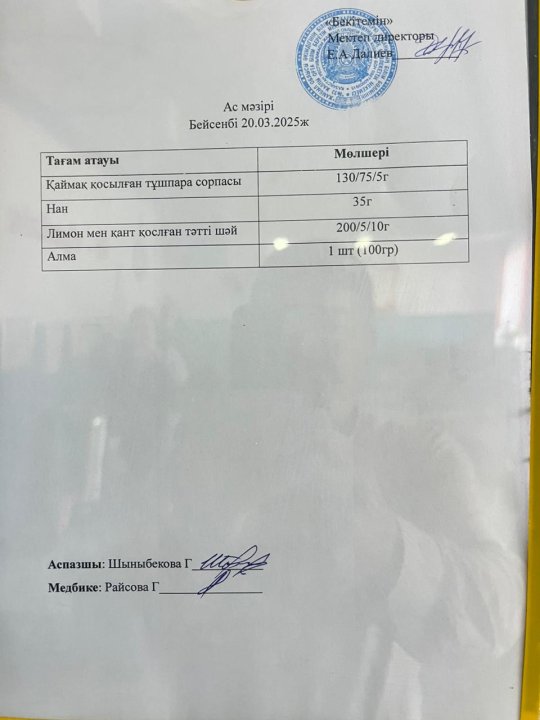 «Бекітемін»
Мектеп директоры
Е.А.Далиев
Ас мәзірі
Бейсенбі 20.03.2025ж
Тағам атауы Мөлшері
Қаймақ қосылған тұшпара сорпасы 130/75/5г
Нан 35г
Лимон мен қант қослған тәтті шәй 200/5/10г
Алма 1 шт (100гр)
Аспазшы: Шыныбекова Г
Медбике: Райсова Г